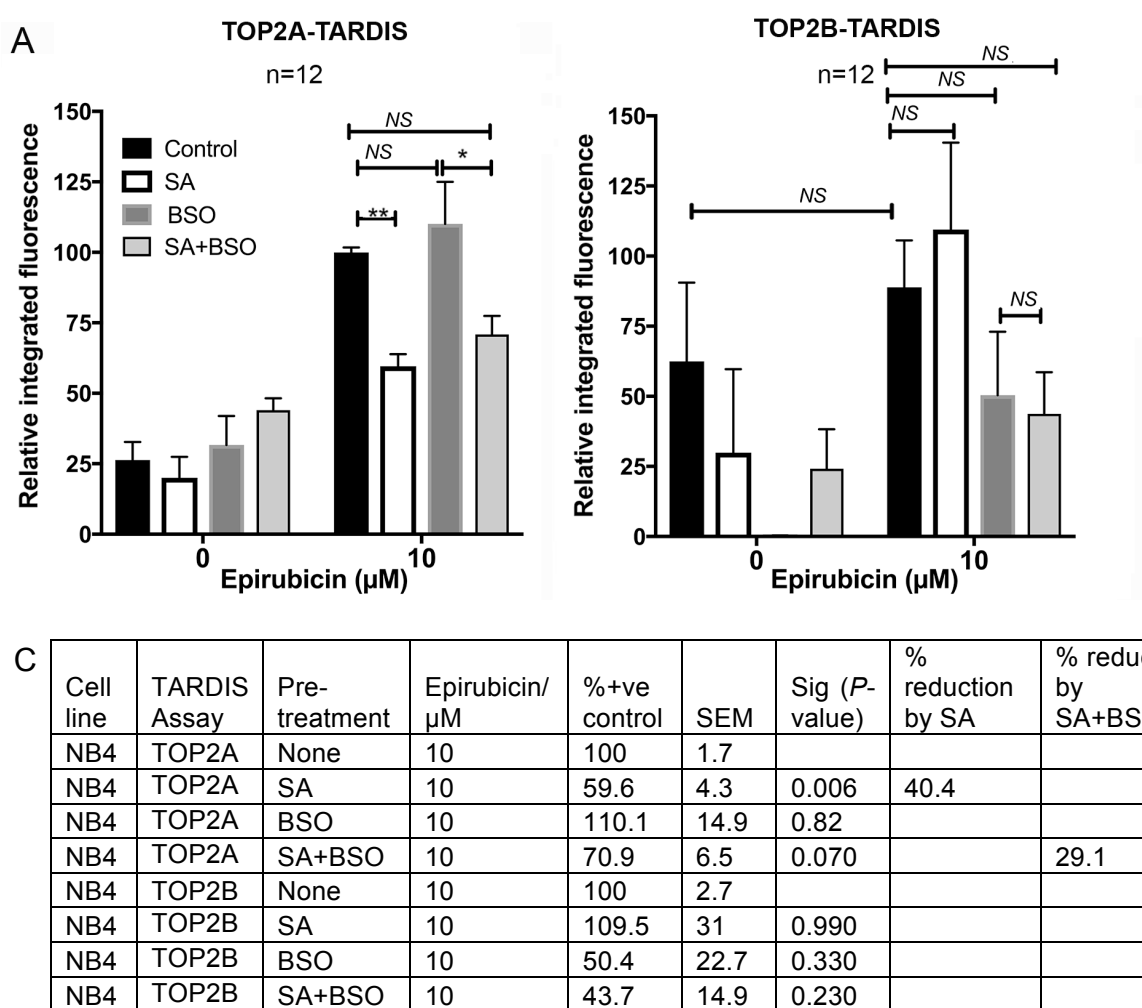 A
TOP2A-TARDIS
n=12
Relative integrated fluorescence
150
125
100
75
50
25
0
Control
SA
BSO
SA+BSO
NS
NS
*
**
0
10
Epirubicin (µM)
TOP2B-TARDIS
n=12
Relative integrated fluorescence
150
125
100
75
50
25
0
NS
NS
NS
NS
NS
0
10
Epirubicin (µM)
C
Cell line TARDIS Assay Pre-treatment Epirubicin/ µM %+ve control SEM Sig (P-value) % reduction by SA % redu by SA+BS
NB4 TOP2A None 10 100 1.7
NB4 TOP2A SA 10 59.6 4.3 0.006 40.4
NB4 TOP2A BSO 10 110.1 14.9 0.82
NB4 TOP2A SA+BSO 10 70.9 6.5 0.070 29.1
NB4 TOP2B None 10 100 2.7
NB4 TOP2B SA 10 109.5 31 0.990
NB4 TOP2B BSO 10 50.4 22.7 0.330
NB4 TOP2B SA+BSO 10 43.7 14.9 0.230